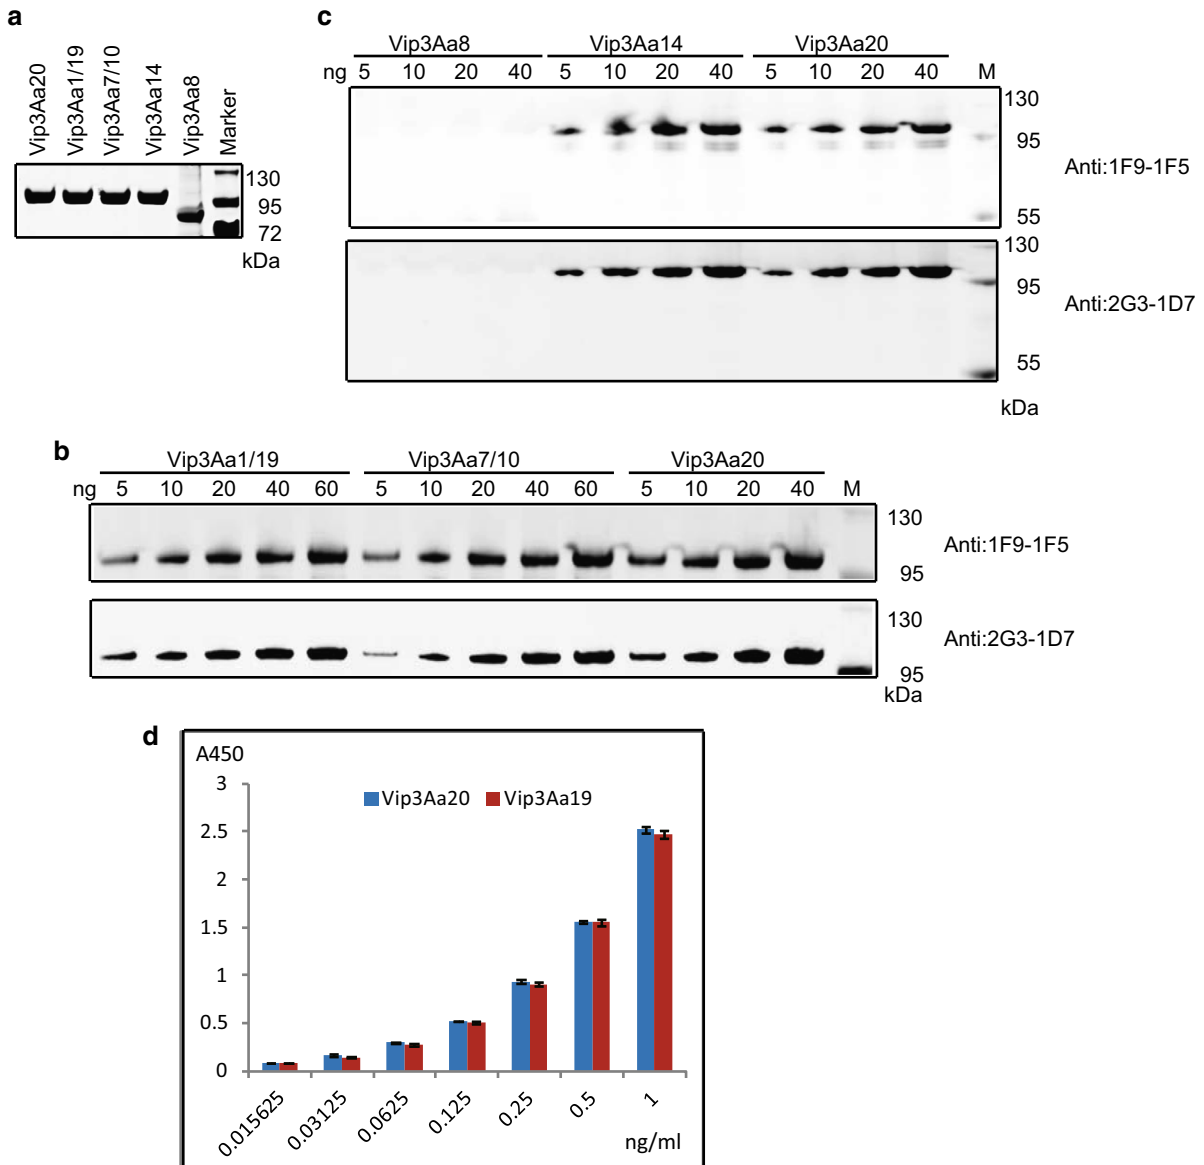 a
Vip3Aa20
Vip3Aa1/19
Vip3Aa7/10
Vip3Aa14
Vip3Aa8
Marker
130
95
72
kDa
c
Vip3Aa8 Vip3Aa14 Vip3Aa20
ng 5 10 20 40 5 10 20 40 5 10 20 40 M
130
95
Anti:1F9-1F5
55
130
95
Anti:2G3-1D7
55
kDa
b
Vip3Aa1/19 Vip3Aa7/10 Vip3Aa20
ng 5 10 20 40 60 5 10 20 40 60 5 10 20 40 M
130
Anti:1F9-1F5
95
130
Anti:2G3-1D7
95
kDa
d
A450
Vip3Aa20 Vip3Aa19
3
2.5
2
1.5
1
0.5
0
0.015625 0.03125 0.0625 0.125 0.25 0.5 1
ng/ml